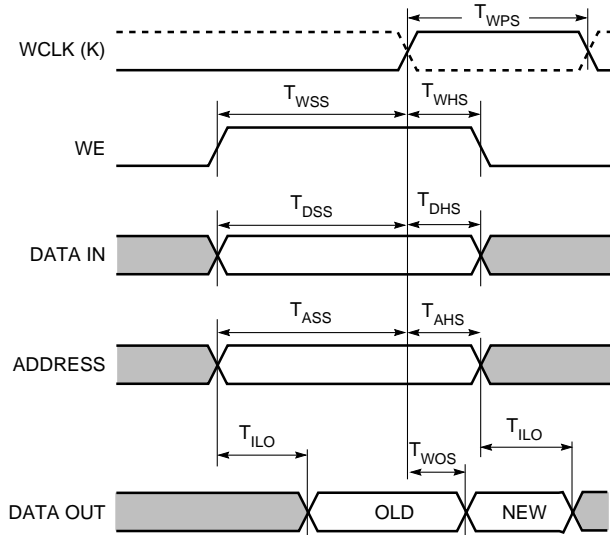 T_WPS
WCLK (K)
T_WSS T_WHS
WE
T_DSS T_DHS
DATA IN
T_ASS T_AHS
ADDRESS
T_ILO T_WOS T_ILO
DATA OUT OLD NEW